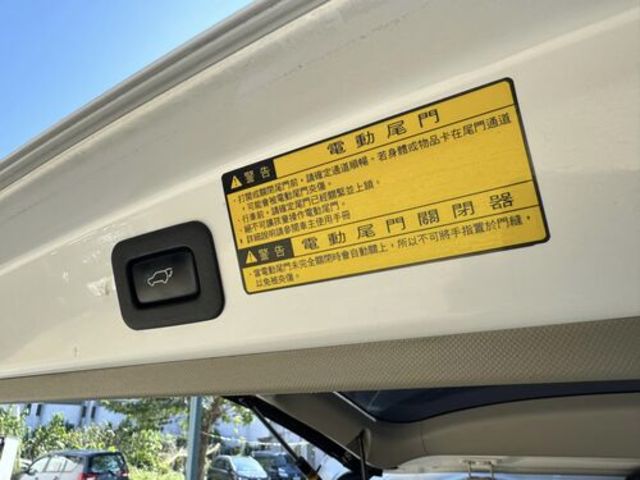 警告 電動尾門
・打開或關閉尾門前，請確定通道順暢。若身體或物品卡在尾門通道
可能會被電動尾門夾傷。
・行車前，請確定尾門已經關緊並上鎖。
・絕不可讓孩童操作電動尾門。
・詳細說明請參閱車主使用手冊
警告 電動尾門關閉器
・當電動尾門未完全關閉時會自動關上，所以不可將手指置於門縫，
以免被夾傷。